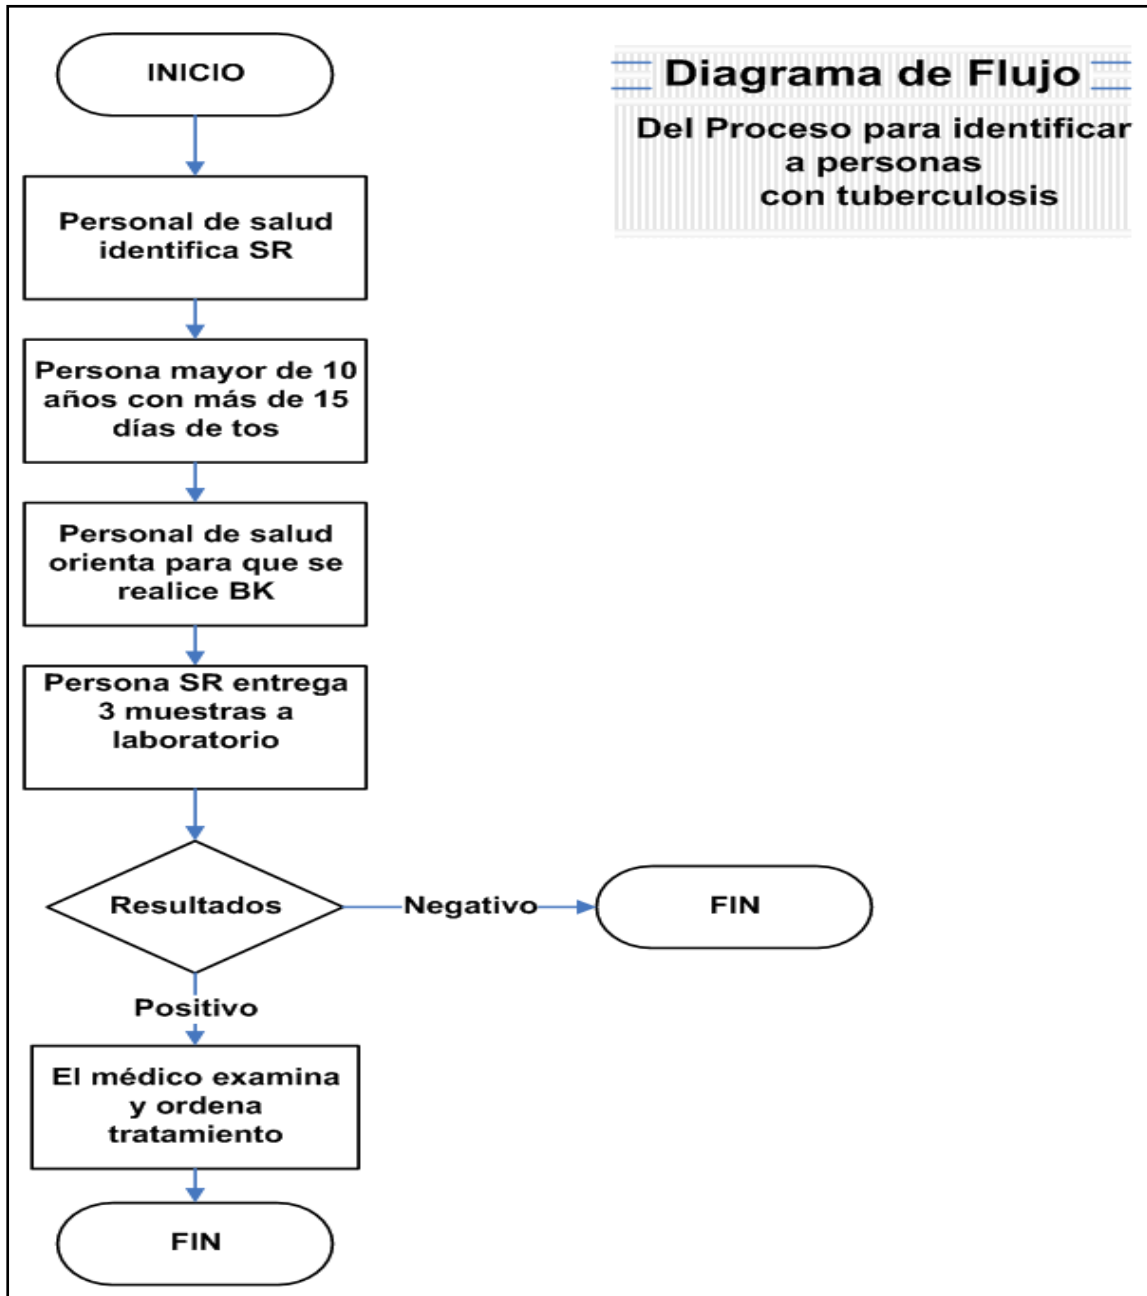 INICIO
Diagrama de Flujo
Del Proceso para identificar
a personas
con tuberculosis
Personal de salud
identifica SR
Persona mayor de 10
años con más de 15
días de tos
Personal de salud
orienta para que se
realice BK
Persona SR entrega
3 muestras a
laboratorio
Resultados
Negativo
FIN
Positivo
El médico examina
y ordena
tratamiento
FIN